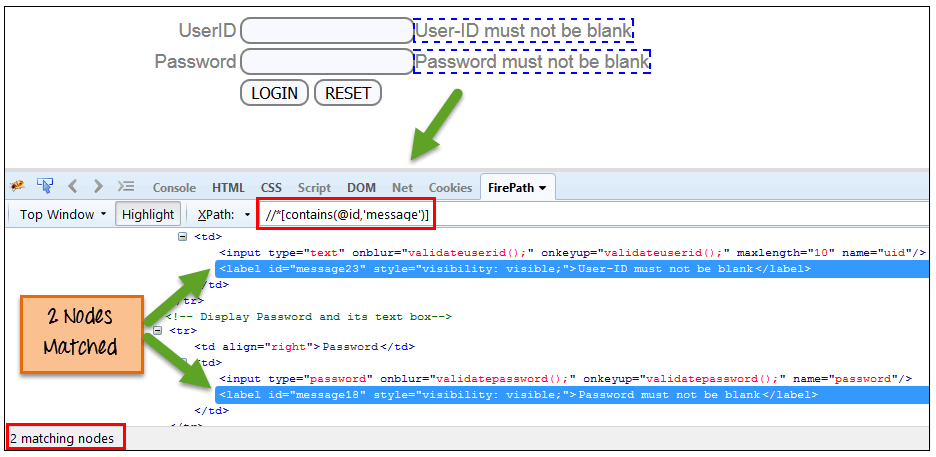 UserID User-ID must not be blank
Password Password must not be blank
LOGIN RESET
Console HTML CSS Script DOM Net Cookies FirePath
Top Window Highlight XPath: //*[contains(@id,'message')]
<td>
<input type="text" onblur="validateuserid();" onkeyup="validateuserid();" maxlength="10" name="uid"/>
<label id="message23" style="visibility: visible;">User-ID must not be blank</label>
</td>
</tr>
<!-- Display Password and its text box-->
<tr>
<td align="right">Password</td>
<td>
<input type="password" onblur="validatepassword();" onkeyup="validatepassword();" name="password"/>
<label id="message18" style="visibility: visible;">Password must not be blank</label>
</td>
</tr>
2 Nodes
Matched
2 matching nodes